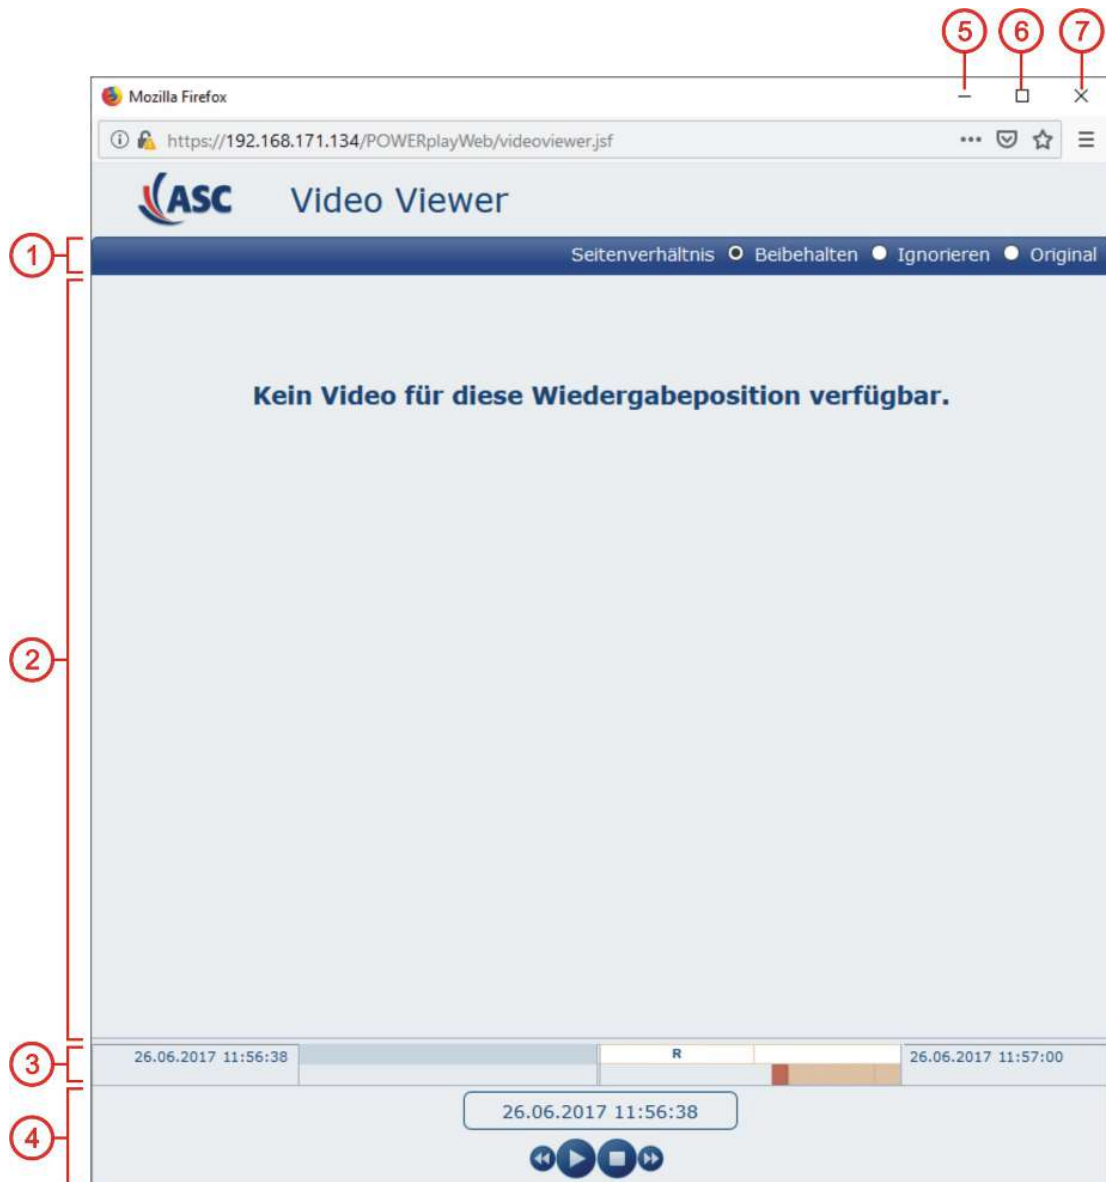 5 6 7
Mozilla Firefox
https://192.168.171.134/POWERplayWeb/videoviewer.jsf
ASC Video Viewer
1
Seitenverhältnis Beibehalten Ignorieren Original
Kein Video für diese Wiedergabeposition verfügbar.
2
3
26.06.2017 11:56:38 R 26.06.2017 11:57:00
26.06.2017 11:56:38
4